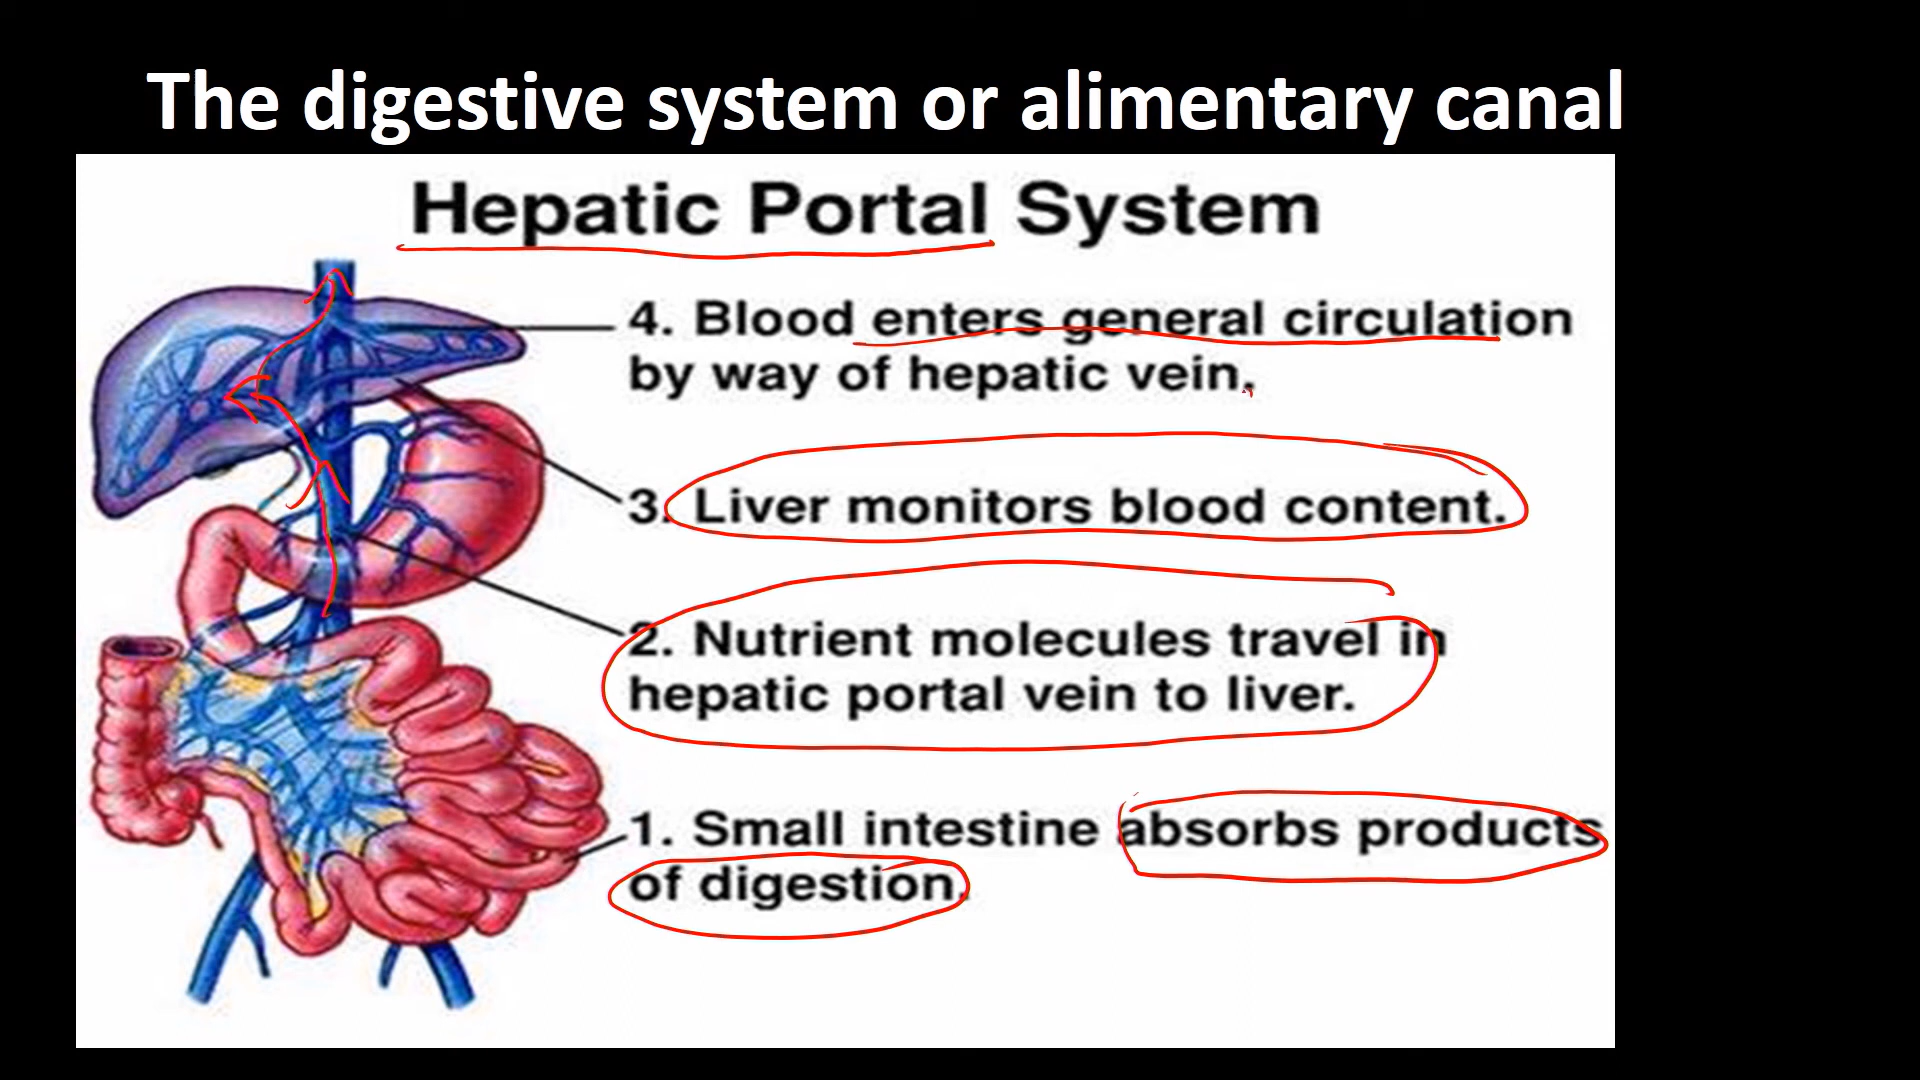 The digestive system or alimentary canal
Hepatic Portal System
4. Blood enters general circulation
by way of hepatic vein.
3. Liver monitors blood content.
2. Nutrient molecules travel in
hepatic portal vein to liver.
1. Small intestine absorbs products
of digestion.